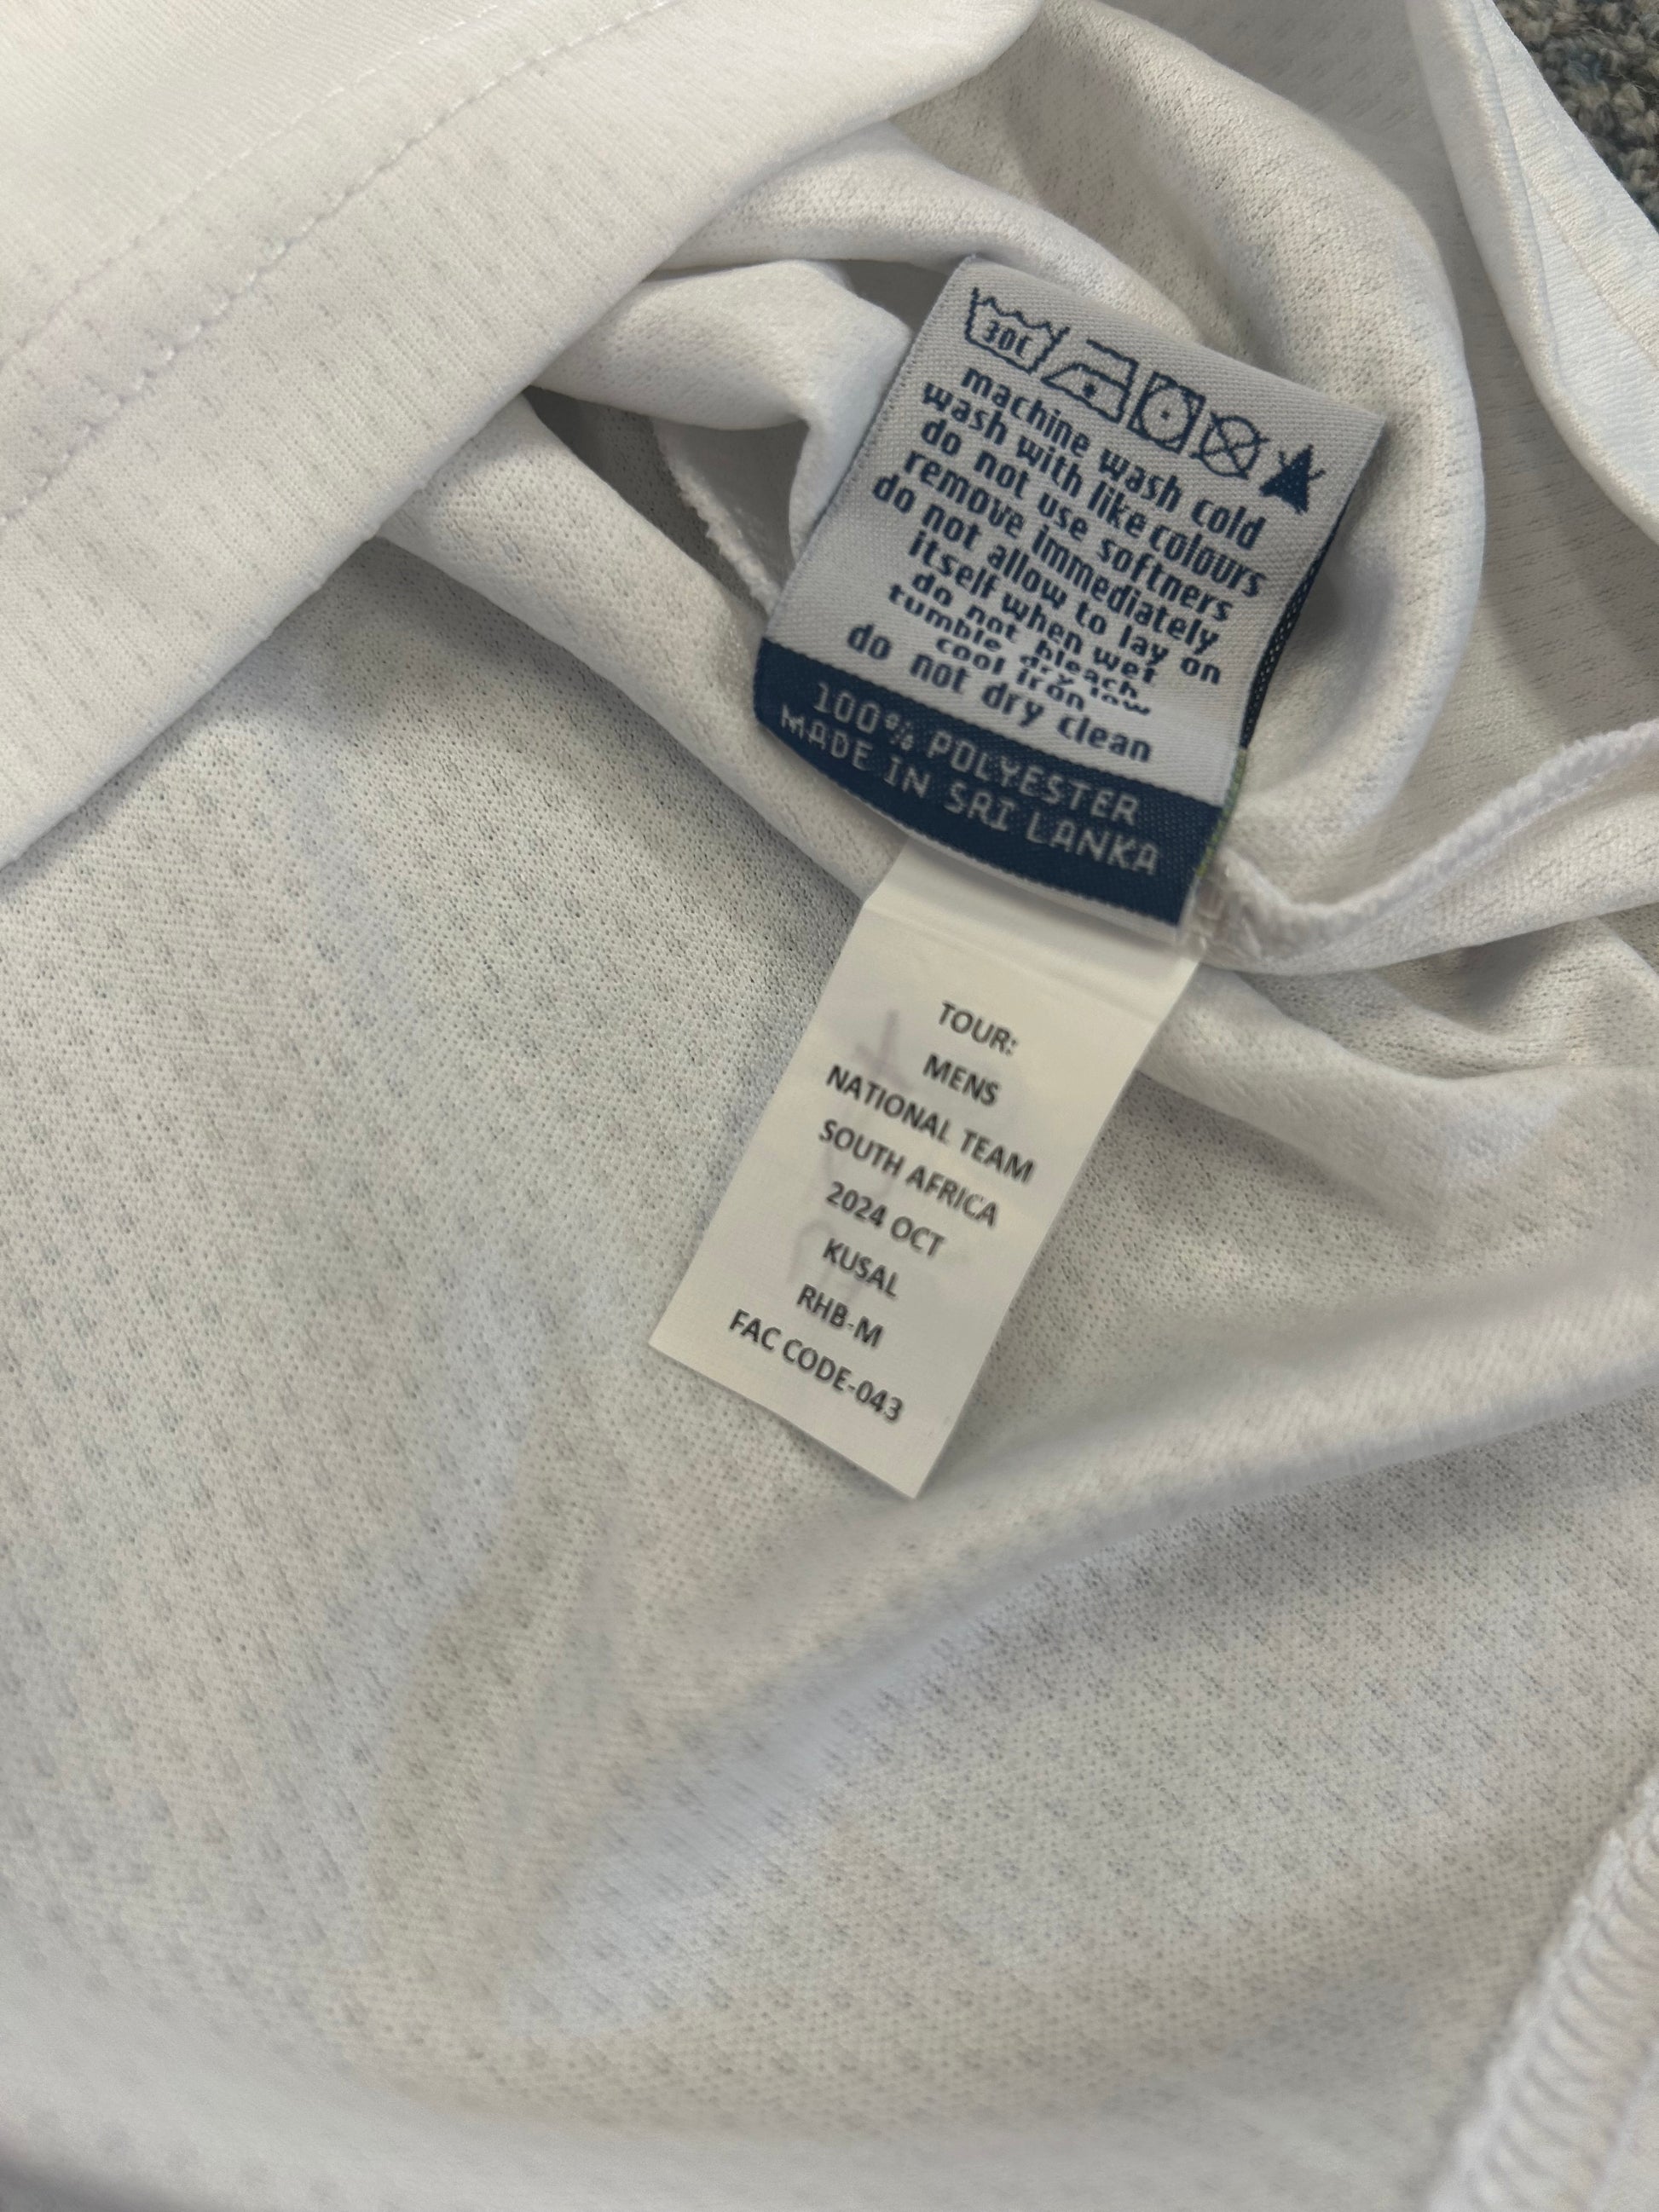 30C
machine wash cold
wash with like colours
do not use softners
remove immediately
do not allow to lay on
itself when wet
do not bleach
tumble dry low
cool iron
do not dry clean
100% POLYESTER
MADE IN SRI LANKA
TOUR:
MENS
NATIONAL TEAM
SOUTH AFRICA
2024 OCT
KUSAL
RHB-M
FAC CODE-043